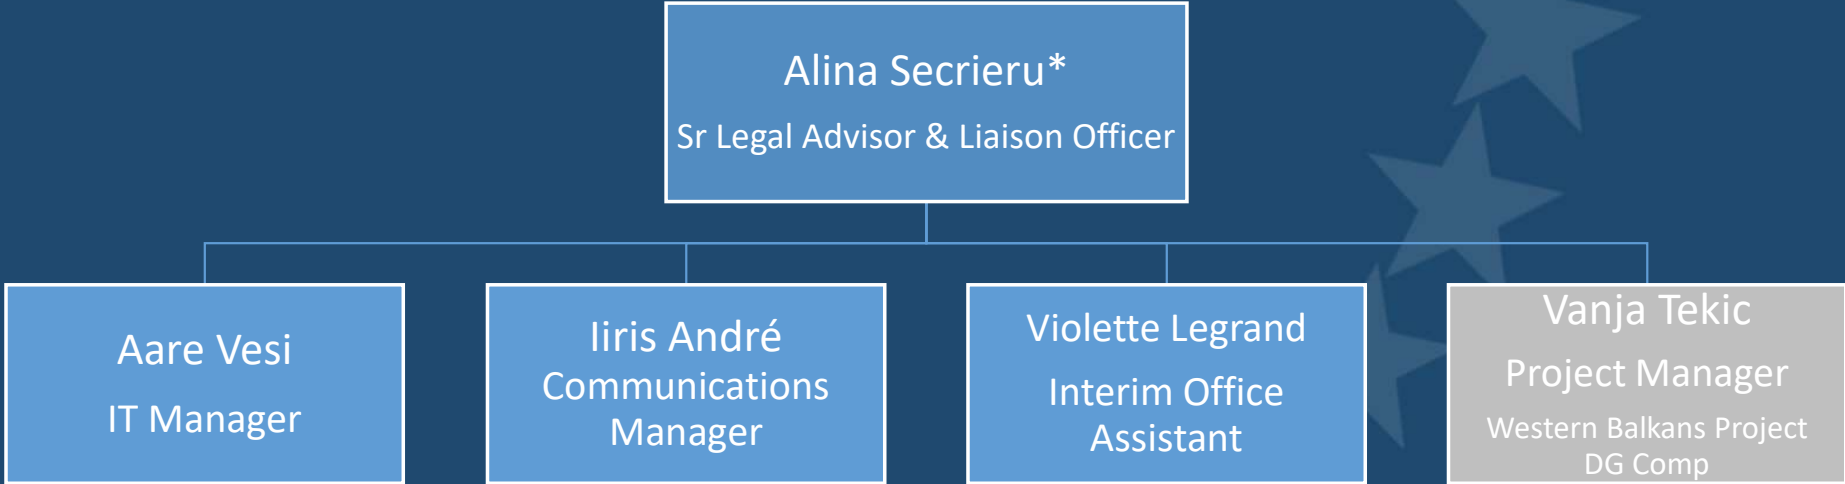 Alina Secrieru*
Sr Legal Advisor & Liaison Officer
Aare Vesi
IT Manager
Iiris André
Communications
Manager
Violette Legrand
Interim Office
Assistant
Vanja Tekic
Project Manager
Western Balkans Project
DG Comp